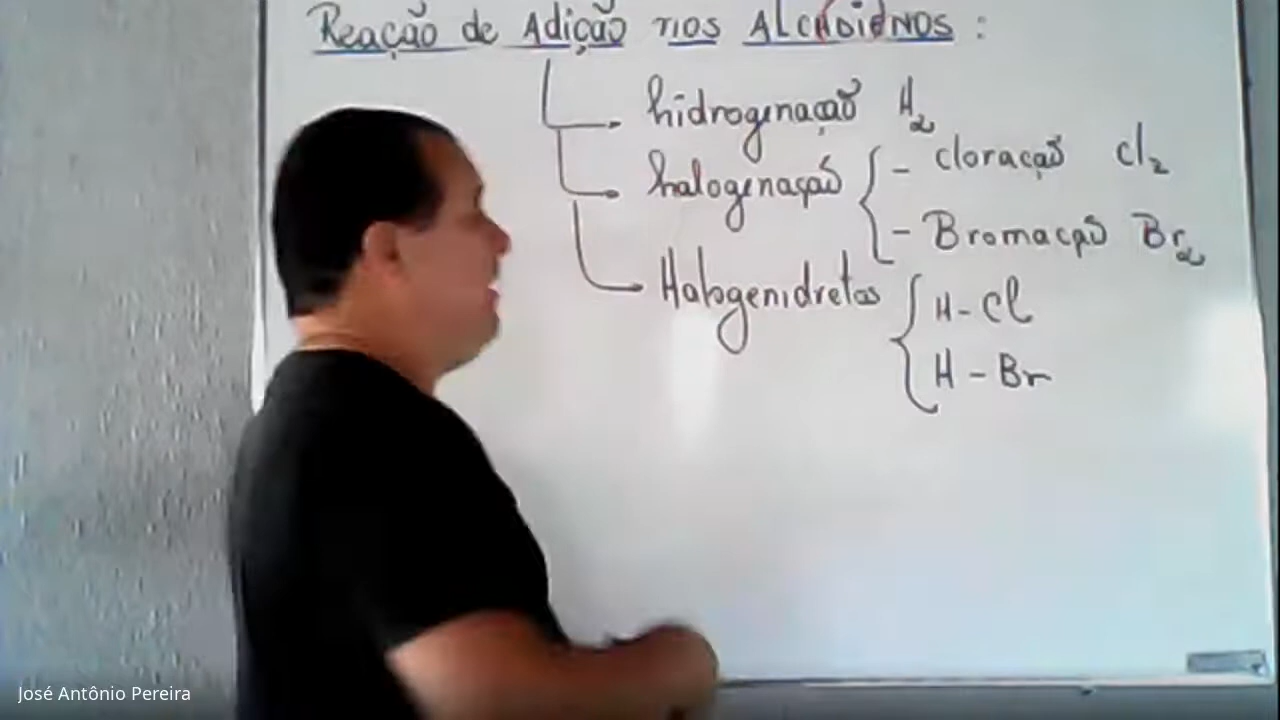 Reação de Adição nos ALCADIENOS :
hidrogenação H2
halogenação { - cloração Cl2
- Bromação Br2
Halogenidretos { H-Cl
H-Br
José Antônio Pereira